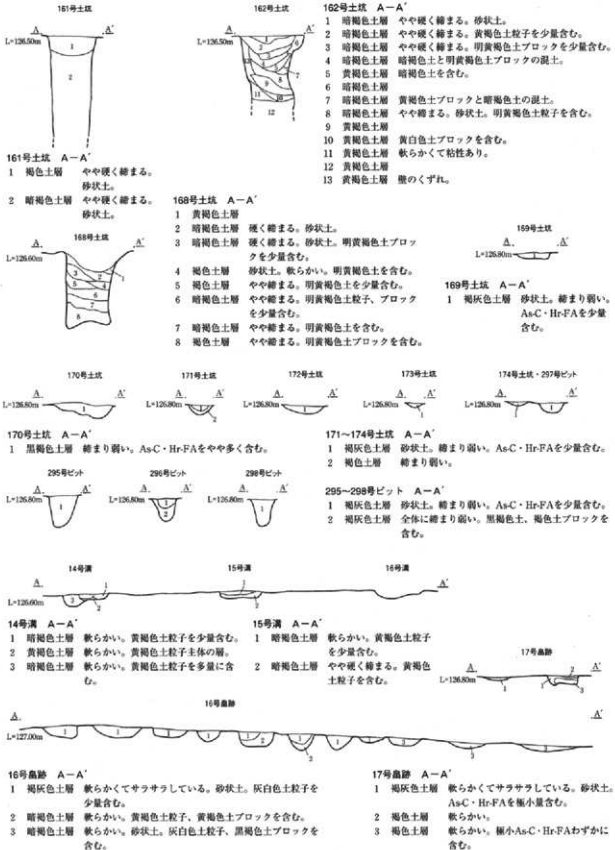 161号土坑
A A´
L=126.50m
1
2
161号土坑 A－A´
1 褐色土層 やや硬く締まる。
砂状土。
2 暗褐色土層 やや硬く締まる。
砂状土。
162号土坑
A A´
L=126.50m
162号土坑 A－A´
1 暗褐色土層 やや硬く締まる。砂状土。
2 暗褐色土層 やや硬く締まる。黄褐色土粒子を少量含む。
3 暗褐色土層 やや硬く締まる。明黄褐色土ブロックを少量含む。
4 暗褐色土層 暗褐色土と明黄褐色土ブロックの混土。
5 黄褐色土層 暗褐色土を含む。
6 暗褐色土層
7 暗褐色土層 黄褐色土ブロックと暗褐色土の混土。
8 暗褐色土層 やや締まる。砂状土。明黄褐色土粒子を含む。
9 黄褐色土層
10 黄褐色土層 黄白色土ブロックを含む。
11 黄褐色土層 軟らかくて粘性あり。
12 黄褐色土層
13 黄褐色土層 壁のくずれ。
168号土坑
A A´
L=126.60m
168号土坑 A－A´
1 黄褐色土層
2 暗褐色土層 硬く締まる。砂状土。
3 暗褐色土層 硬く締まる。砂状土。明黄褐色土ブロッ
クを少量含む。
4 褐色土層 砂状土。軟らかい。明黄褐色土を含む。
5 褐色土層 やや締まる。明黄褐色土を少量含む。
6 暗褐色土層 やや締まる。明黄褐色土粒子、ブロック
を少量含む。
7 暗褐色土層 やや締まる。明黄褐色土を含む。
8 褐色土層 やや締まる。明黄褐色土ブロックを含む。
169号土坑
A A´
L=126.80m
169号土坑 A－A´
1 褐灰色土層 砂状土。締まり弱い。
As-C・Hr-FAを少量
含む。
170号土坑
A A´
L=126.80m
171号土坑
A A´
L=126.80m
172号土坑
A A´
L=126.80m
173号土坑
A A´
L=126.80m
174号土坑・297号ピット
A A´
L=126.80m
170号土坑 A－A´
1 黒褐色土層 締まり弱い。As-C・Hr-FAをやや多く含む。
171～174号土坑 A－A´
1 褐灰色土層 砂状土。締まり弱い。As-C・Hr-FAを少量含む。
2 褐色土層 締まり弱い。
295号ピット
A A´
L=126.80m
296号ピット
A A´
L=126.80m
298号ピット
A A´
L=126.80m
295～298号ピット A－A´
1 褐灰色土層 砂状土。締まり弱い。As-C・Hr-FAを少量含む。
2 褐灰色土層 全体に締まり弱い。黒褐色土、褐色土ブロックを
含む。
14号溝 15号溝 16号溝
A A´
L=126.60m
14号溝 A－A´
1 暗褐色土層 軟らかい。黄褐色土粒子を少量含む。
2 黄褐色土層 軟らかい。黄褐色土粒子主体の層。
3 暗褐色土層 軟らかい。黄褐色土粒子を多量に含
む。
15号溝 A－A´
1 暗褐色土層 軟らかい。黄褐色土粒子
を少量含む。
2 暗褐色土層 やや硬く締まる。黄褐色
土粒子を含む。
17号畠跡
A A´
L=126.80m
16号畠跡
A A´
L=127.00m
16号畠跡 A－A´
1 褐灰色土層 軟らかくてサラサラしている。砂状土。灰白色土粒子を
少量含む。
2 暗褐色土層 軟らかい。黄褐色粒子、黄褐色土ブロックを含む。
3 暗褐色土層 軟らかい。砂状土。灰白色土粒子、黒褐色土ブロックを
含む。
17号畠跡 A－A´
1 褐灰色土層 軟らかくてサラサラしている。砂状土。
As-C・Hr-FAを極小量含む。
2 褐色土層 軟らかい。
3 褐色土層 軟らかい。極小As-C・Hr-FAわずかに
含む。